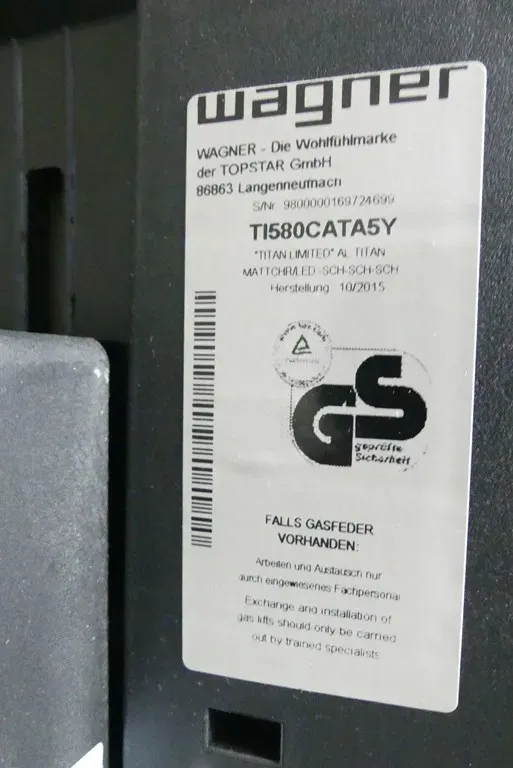 wagner
WAGNER - Die Wohlfühlmarke
der TOPSTAR GmbH
86863 Langenneufnach
S/Nr. 9800000169724699
TI580CATA5Y
"TITAN LIMITED" AL TITAN
MATTCHR/LED -SCH-SCH-SCH
Herstellung 10/2015
GS
geprüfte
Sicherheit
FALLS GASFEDER
VORHANDEN:
Arbeiten und Austausch nur
durch eingewiesenes Fachpersonal
Exchange and installation of
gas lifts should only be carried
out by trained specialists